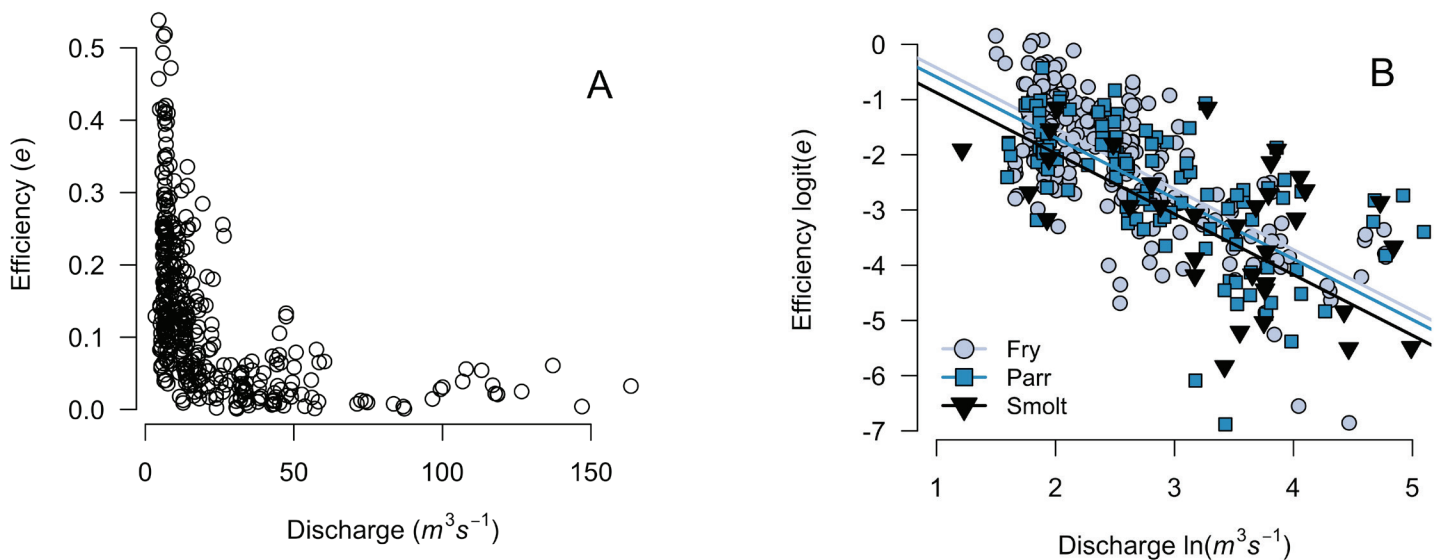 A
Efficiency (e)
0.5
0.4
0.3
0.2
0.1
0.0
0 50 100 150
Discharge (m³s⁻¹)
B
Efficiency logit(e)
0
-1
-2
-3
-4
-5
-6
-7
Fry
Parr
Smolt
1 2 3 4 5
Discharge ln(m³s⁻¹)